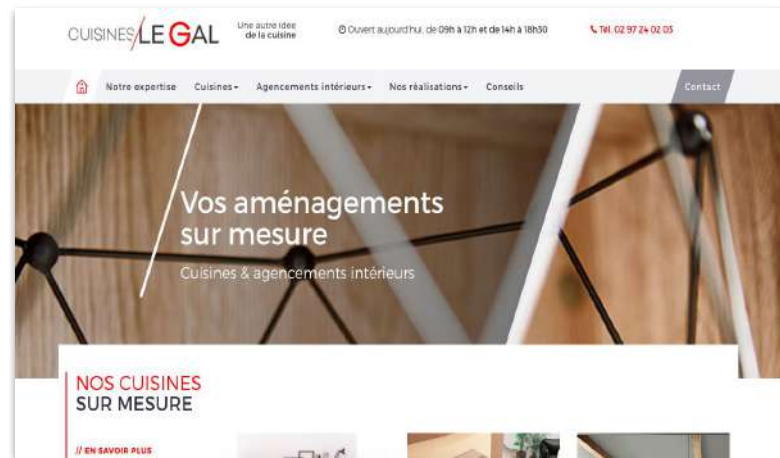 CUISINES LE GAL
Une autre idée
de la cuisine
Ouvert aujourd'hui, de 09h à 12h et de 14h à 18h30
Tél. 02 97 24 02 03
Notre expertise
Cuisines
Agencements intérieurs
Nos réalisations
Conseils
Contact
Vos aménagements
sur mesure
Cuisines & agencements intérieurs
NOS CUISINES
SUR MESURE
// EN SAVOIR PLUS